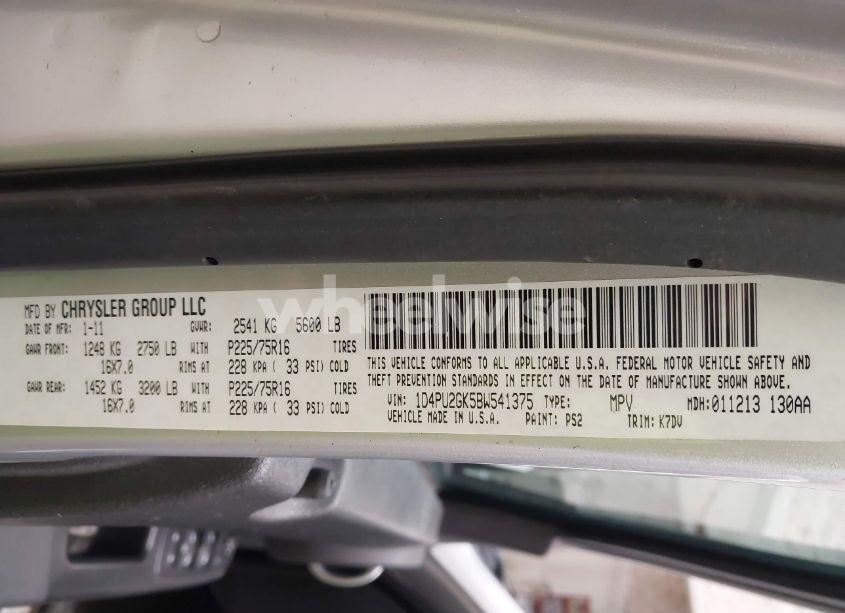 MFD BY CHRYSLER GROUP LLC
DATE OF MFR: 1-11 GVWR: 2541 KG 5600 LB
GAWR FRONT: 1248 KG 2750 LB WITH P225/75R16 TIRES
16X7.0 RIMS AT 228 KPA ( 33 PSI) COLD
GAWR REAR: 1452 KG 3200 LB WITH P225/75R16 TIRES
16X7.0 RIMS AT 228 KPA ( 33 PSI) COLD
THIS VEHICLE CONFORMS TO ALL APPLICABLE U.S.A. FEDERAL MOTOR VEHICLE SAFETY AND
THEFT PREVENTION STANDARDS IN EFFECT ON THE DATE OF MANUFACTURE SHOWN ABOVE.
VIN: 1D4PU2GK5BW541375 TYPE: MPV MDH: 011213 130AA
VEHICLE MADE IN U.S.A. PAINT: PS2 TRIM: K7DV
wheelwise